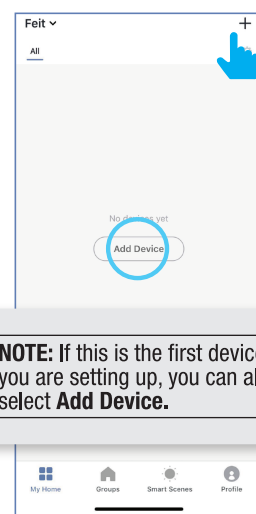 Feit
All
No devices yet
Add Device
NOTE: If this is the first device
you are setting up, you can al
select Add Device.
My Home Groups Smart Scenes Profile